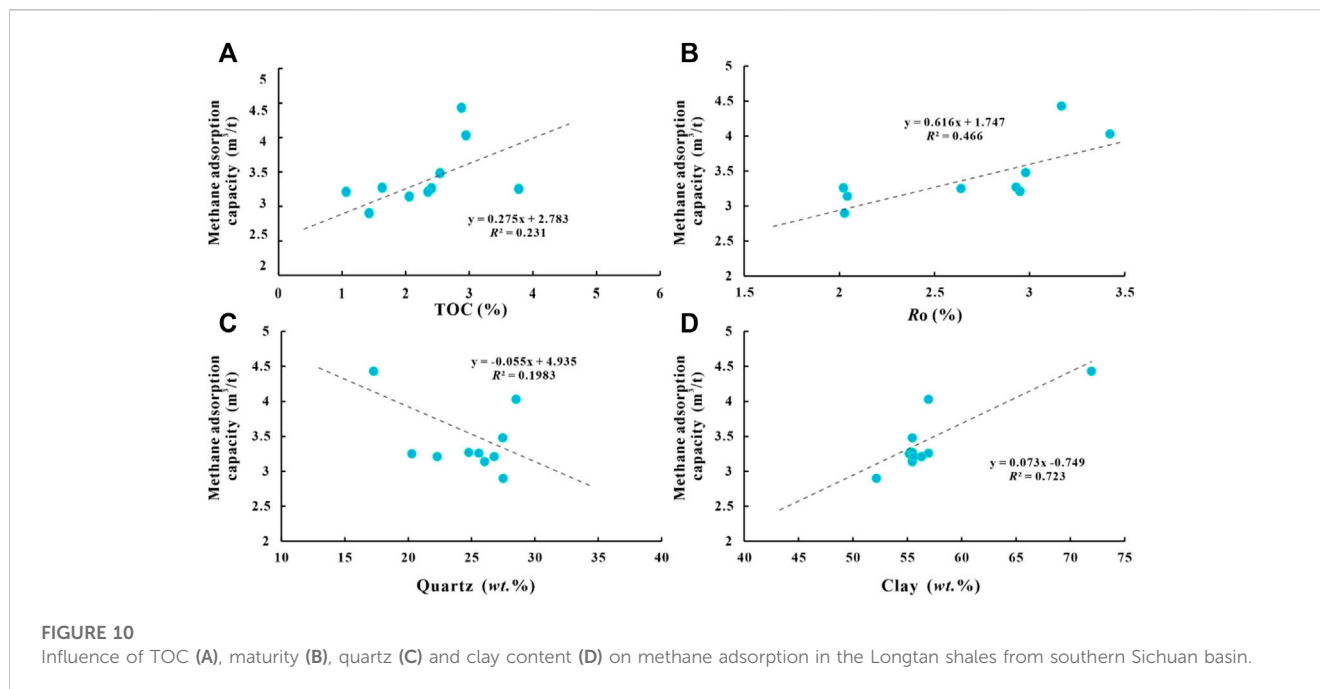 A
Methane adsorption
capacity (m³/t)
5
4.5
4
3.5
3
2.5
2
y = 0.275x + 2.783
R² = 0.231
0 1 2 3 4 5 6
TOC (%)
B
Methane adsorption
capacity (m³/t)
5
4.5
4
3.5
3
2.5
2
y = 0.616x + 1.747
R² = 0.466
1.5 2 2.5 3 3.5
Ro (%)
C
Methane adsorption
capacity (m³/t)
5
4.5
4
3.5
3
2.5
2
y = -0.055x + 4.935
R² = 0.1983
10 15 20 25 30 35 40
Quartz (wt.%)
D
Methane adsorption
capacity (m³/t)
5
4.5
4
3.5
3
2.5
2
y = 0.073x -0.749
R² = 0.723
40 45 50 55 60 65 70 75
Clay (wt.%)
FIGURE 10
Influence of TOC (A), maturity (B), quartz (C) and clay content (D) on methane adsorption in the Longtan shales from southern Sichuan basin.